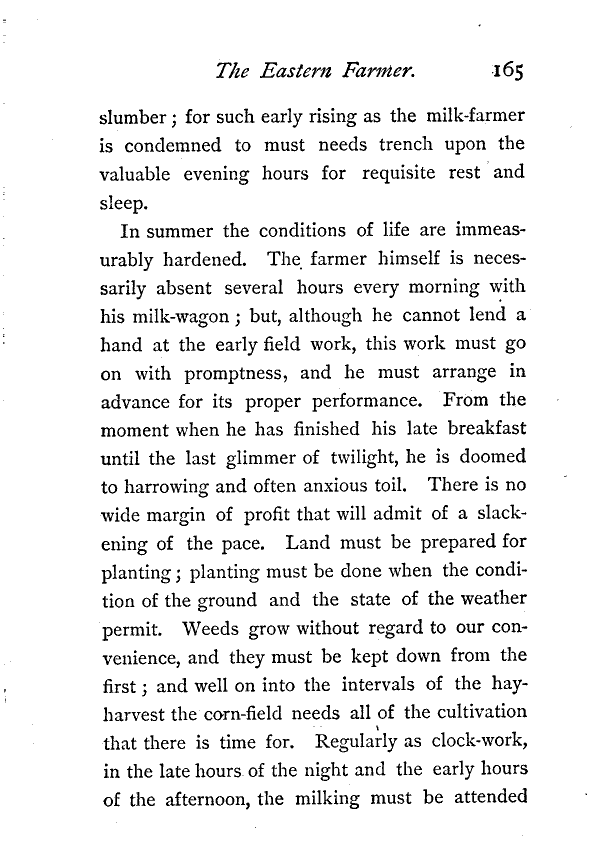 The Eastern Farmer. 165
slumber; for such early rising as the milk-farmer
is condemned to must needs trench upon the
valuable evening hours for requisite rest and
sleep.
In summer the conditions of life are immeas-
urably hardened. The farmer himself is neces-
sarily absent several hours every morning with
his milk-wagon; but, although he cannot lend a
hand at the early field work, this work must go
on with promptness, and he must arrange in
advance for its proper performance. From the
moment when he has finished his late breakfast
until the last glimmer of twilight, he is doomed
to harrowing and often anxious toil. There is no
wide margin of profit that will admit of a slack-
ening of the pace. Land must be prepared for
planting; planting must be done when the condi-
tion of the ground and the state of the weather
permit. Weeds grow without regard to our con-
venience, and they must be kept down from the
first; and well on into the intervals of the hay-
harvest the corn-field needs all of the cultivation
that there is time for. Regularly as clock-work,
in the late hours of the night and the early hours
of the afternoon, the milking must be attended